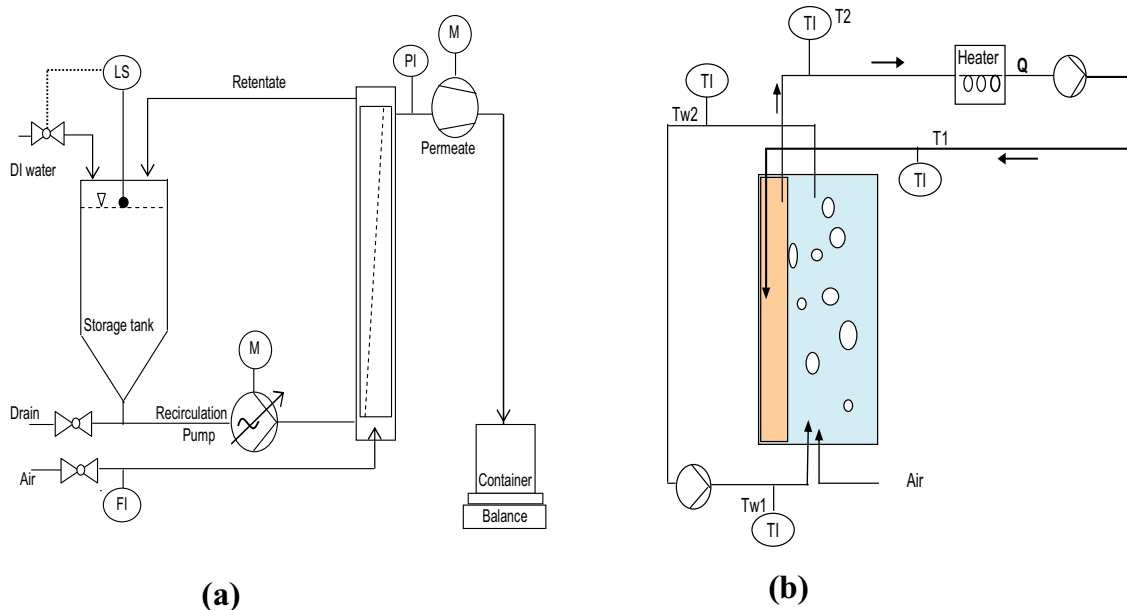 LS
Retentate
PI
M
Permeate
DI water
Storage tank
M
Drain
Recirculation
Pump
Air
FI
Container
Balance
(a)
TI
T2
TI
Tw2
Heater
Q
T1
TI
Air
Tw1
TI
(b)